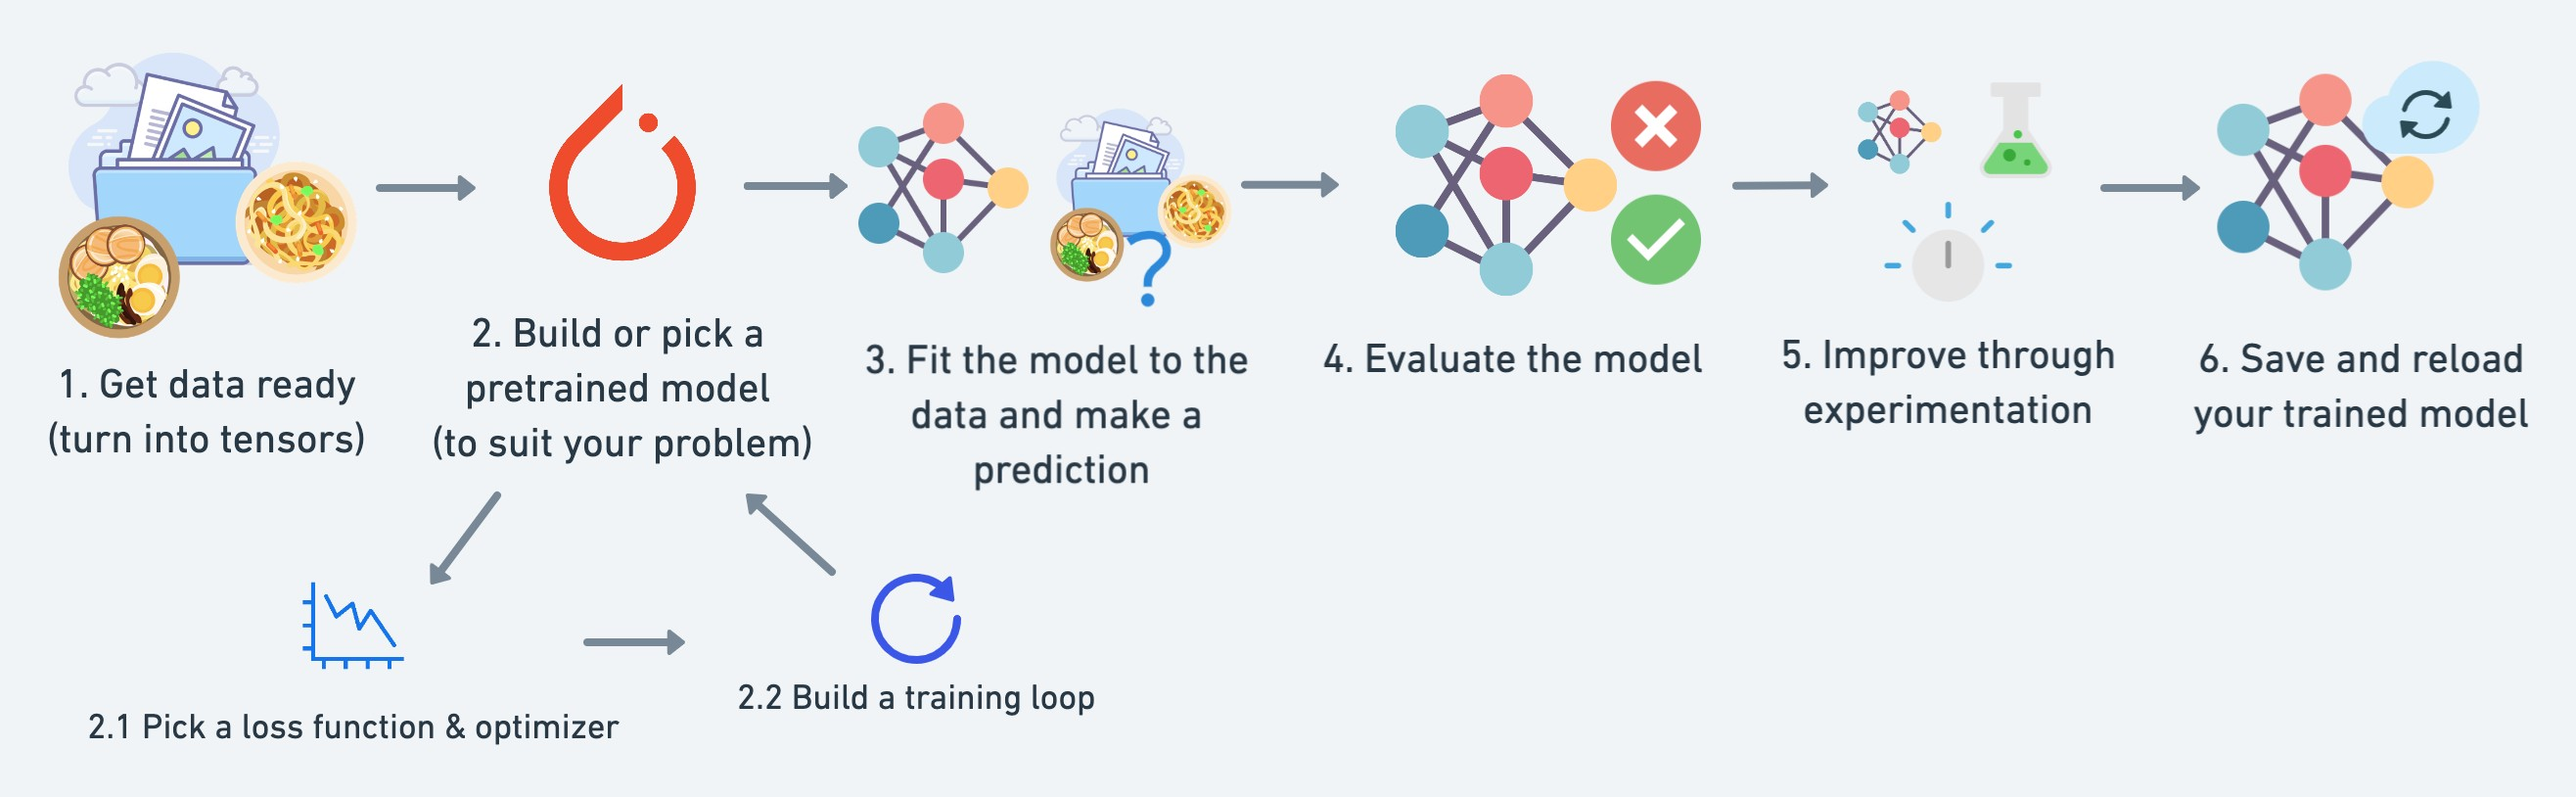 1. Get data ready
(turn into tensors)
2. Build or pick a
pretrained model
(to suit your problem)
3. Fit the model to the
data and make a
prediction
4. Evaluate the model
5. Improve through
experimentation
6. Save and reload
your trained model
2.1 Pick a loss function & optimizer
2.2 Build a training loop